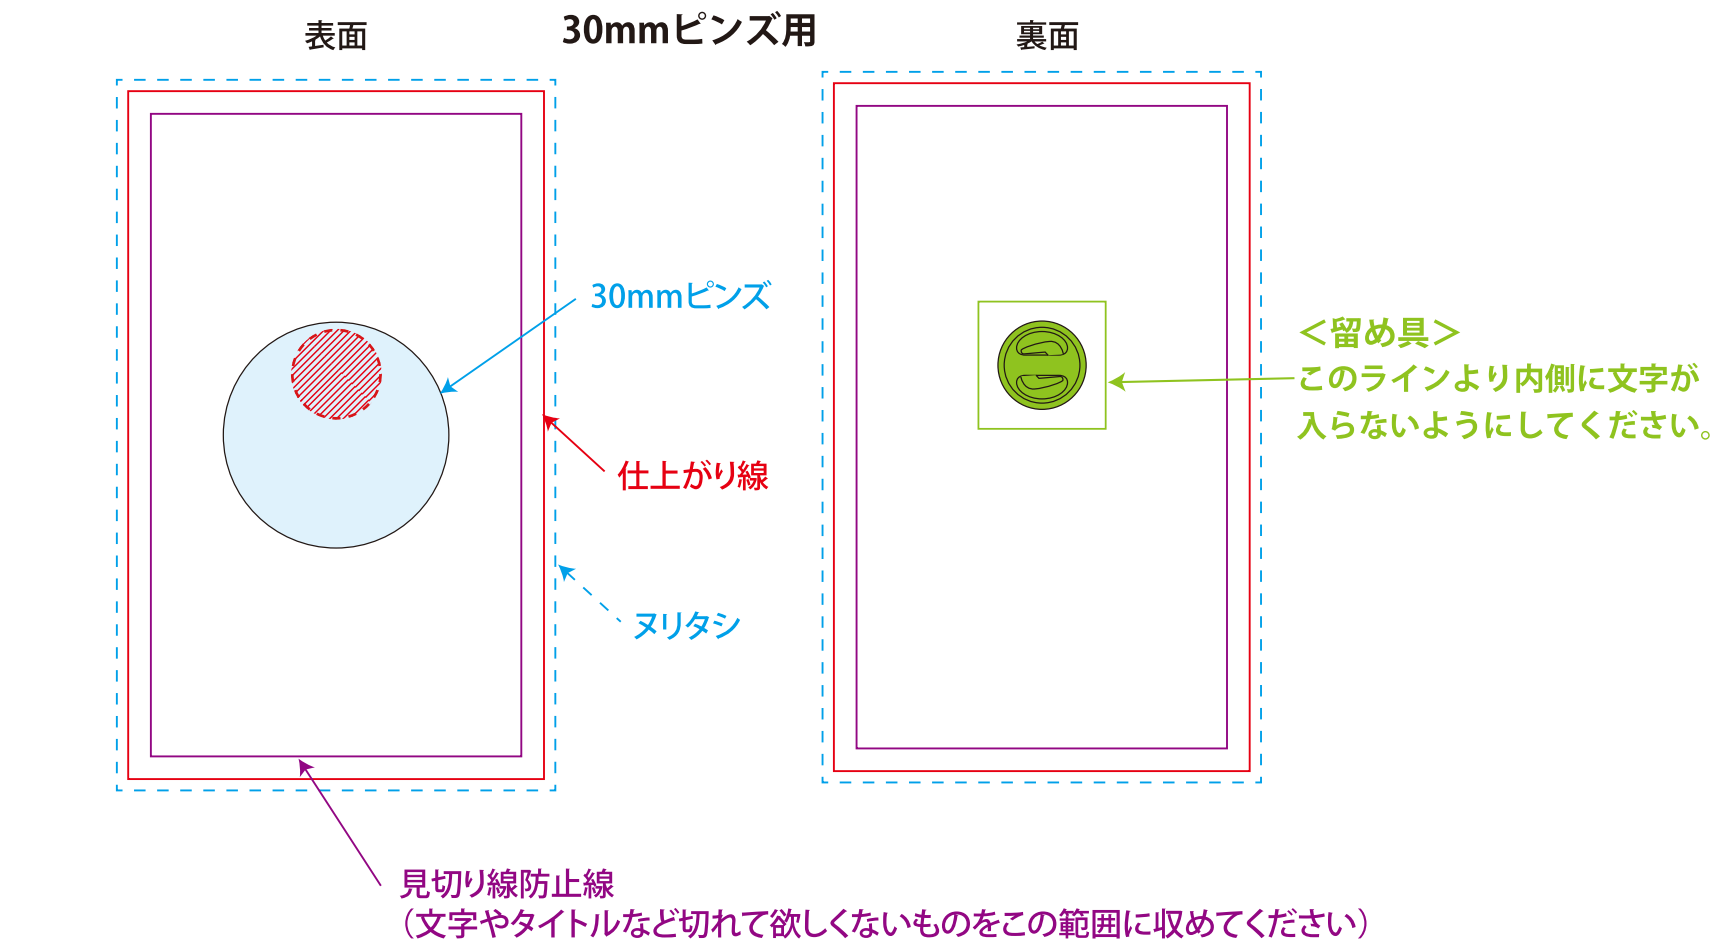 表面
30mmピンズ用
裏面
30mmピンズ
＜留め具＞
このラインより内側に文字が
入らないようにしてください。
仕上がり線
ヌリタシ
見切り線防止線
（文字やタイトルなど切れて欲しくないものをこの範囲に収めてください）